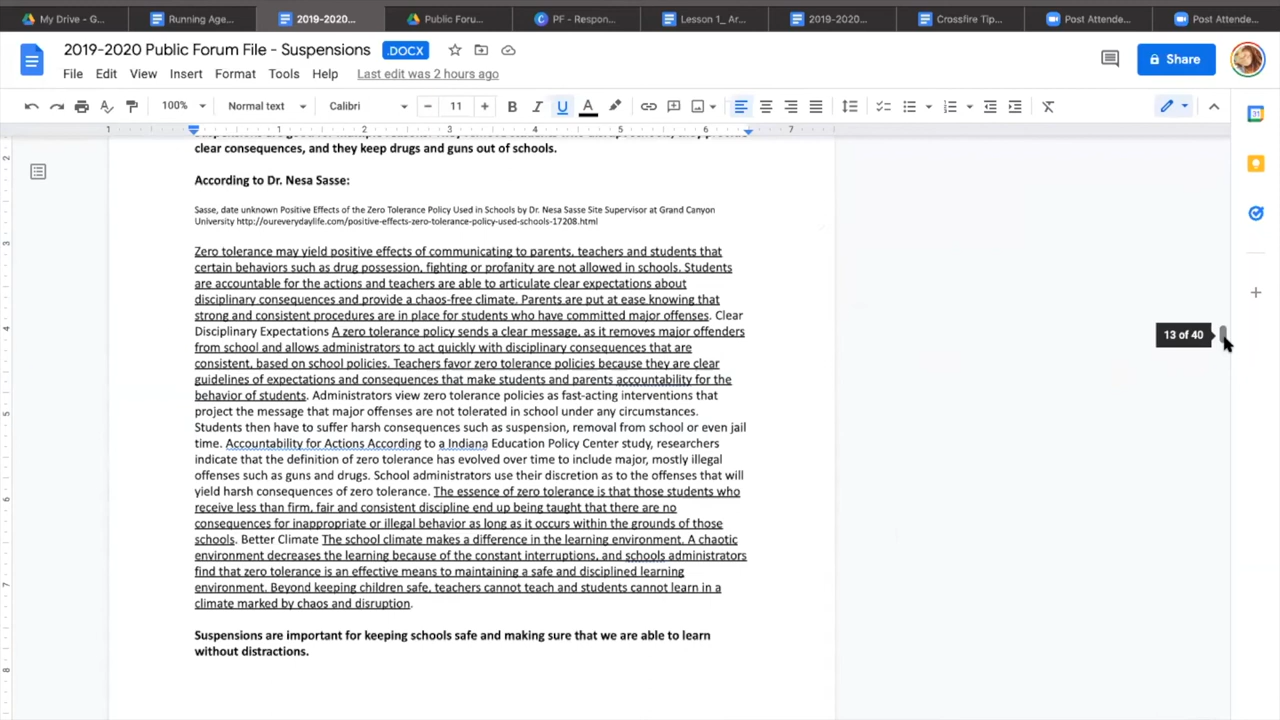 My Drive - G...
Running Age...
2019-2020...
Public Foru...
PF - Respon...
Lesson 1_ Ar...
2019-2020...
Crossfire Tip...
Post Attende...
Post Attende...
2019-2020 Public Forum File - Suspensions .DOCX
Share
File Edit View Insert Format Tools Help Last edit was 2 hours ago
100% Normal text Calibri 11
1 1 2 3 4 5 6 7
clear consequences, and they keep drugs and guns out of schools.
According to Dr. Nesa Sasse:
Sasse, date unknown Positive Effects of the Zero Tolerance Policy Used in Schools by Dr. Nesa Sasse Site Supervisor at Grand Canyon
University http://oureverydaylife.com/positive-effects-zero-tolerance-policy-used-schools-17208.html
Zero tolerance may yield positive effects of communicating to parents, teachers and students that
certain behaviors such as drug possession, fighting or profanity are not allowed in schools. Students
are accountable for the actions and teachers are able to articulate clear expectations about
disciplinary consequences and provide a chaos-free climate. Parents are put at ease knowing that
strong and consistent procedures are in place for students who have committed major offenses. Clear
Disciplinary Expectations A zero tolerance policy sends a clear message, as it removes major offenders
from school and allows administrators to act quickly with disciplinary consequences that are
consistent, based on school policies. Teachers favor zero tolerance policies because they are clear
guidelines of expectations and consequences that make students and parents accountability for the
behavior of students. Administrators view zero tolerance policies as fast-acting interventions that
project the message that major offenses are not tolerated in school under any circumstances.
Students then have to suffer harsh consequences such as suspension, removal from school or even jail
time. Accountability for Actions According to a Indiana Education Policy Center study, researchers
indicate that the definition of zero tolerance has evolved over time to include major, mostly illegal
offenses such as guns and drugs. School administrators use their discretion as to the offenses that will
yield harsh consequences of zero tolerance. The essence of zero tolerance is that those students who
receive less than firm, fair and consistent discipline end up being taught that there are no
consequences for inappropriate or illegal behavior as long as it occurs within the grounds of those
schools. Better Climate The school climate makes a difference in the learning environment. A chaotic
environment decreases the learning because of the constant interruptions, and schools administrators
find that zero tolerance is an effective means to maintaining a safe and disciplined learning
environment. Beyond keeping children safe, teachers cannot teach and students cannot learn in a
climate marked by chaos and disruption.
Suspensions are important for keeping schools safe and making sure that we are able to learn
without distractions.
13 of 40
2
3
4
5
6
7
8
31